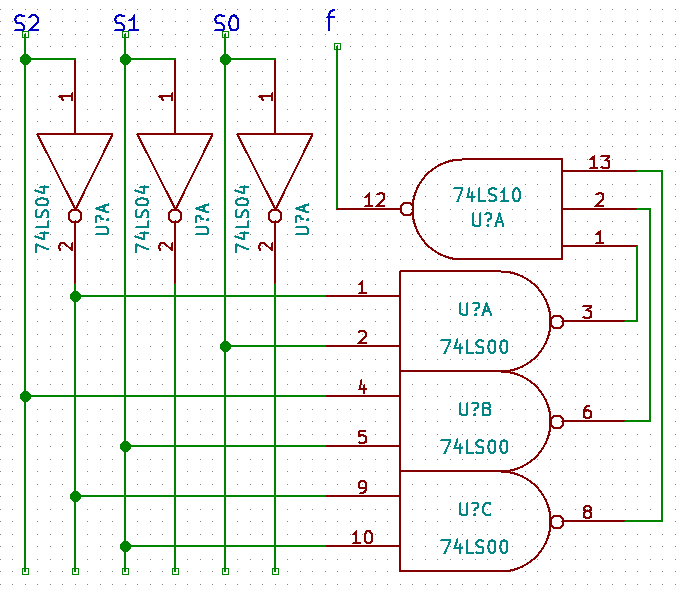 S2 S1 S0 f
1 1 1
74LS04 U?A 74LS04 U?A 74LS04 U?A
2 2 2
12 74LS10 13
U?A 2
1
1 U?A 3
2 74LS00
4 U?B 6
5 74LS00
9 U?C 8
10 74LS00